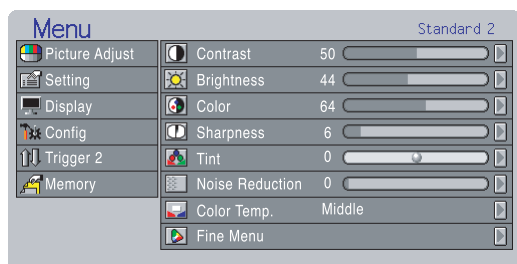 Menu
Standard 2
Picture Adjust
Setting
Display
Config
Trigger 2
Memory
Contrast 50
Brightness 44
Color 64
Sharpness 6
Tint 0
Noise Reduction 0
Color Temp. Middle
Fine Menu